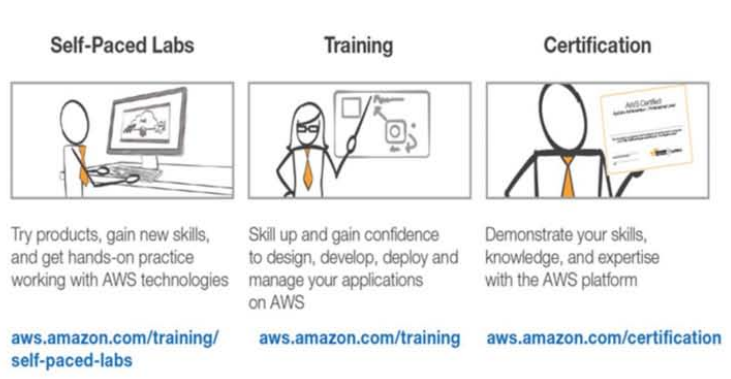 Self-Paced Labs
Training
Certification
AWS Certified
Try products, gain new skills,
and get hands-on practice
working with AWS technologies
Skill up and gain confidence
to design, develop, deploy and
manage your applications
on AWS
Demonstrate your skills,
knowledge, and expertise
with the AWS platform
aws.amazon.com/training/
self-paced-labs
aws.amazon.com/training
aws.amazon.com/certification